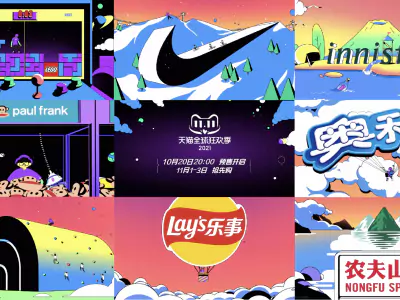 LEGO
innisf
paul frank
11.11
天猫全球狂欢季
2021
10月20日20:00 预售开启
11月1-3日 抢先购
奥利
Lay's乐事
农夫山
NONGFU SP